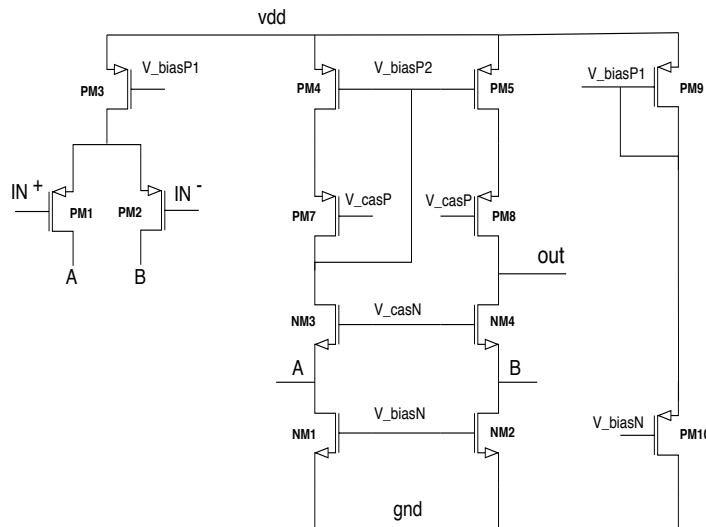 vdd
V_biasP1
V_biasP2
V_biasP1
PM3
PM4
PM5
PM9
IN +
IN -
V_casP
V_casP
PM1
PM2
PM7
PM8
A
B
out
NM3
V_casN
NM4
A
B
V_biasN
V_biasN
NM1
NM2
PM10
gnd